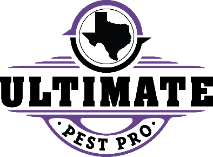 ULTIMATE
· PEST PRO ·